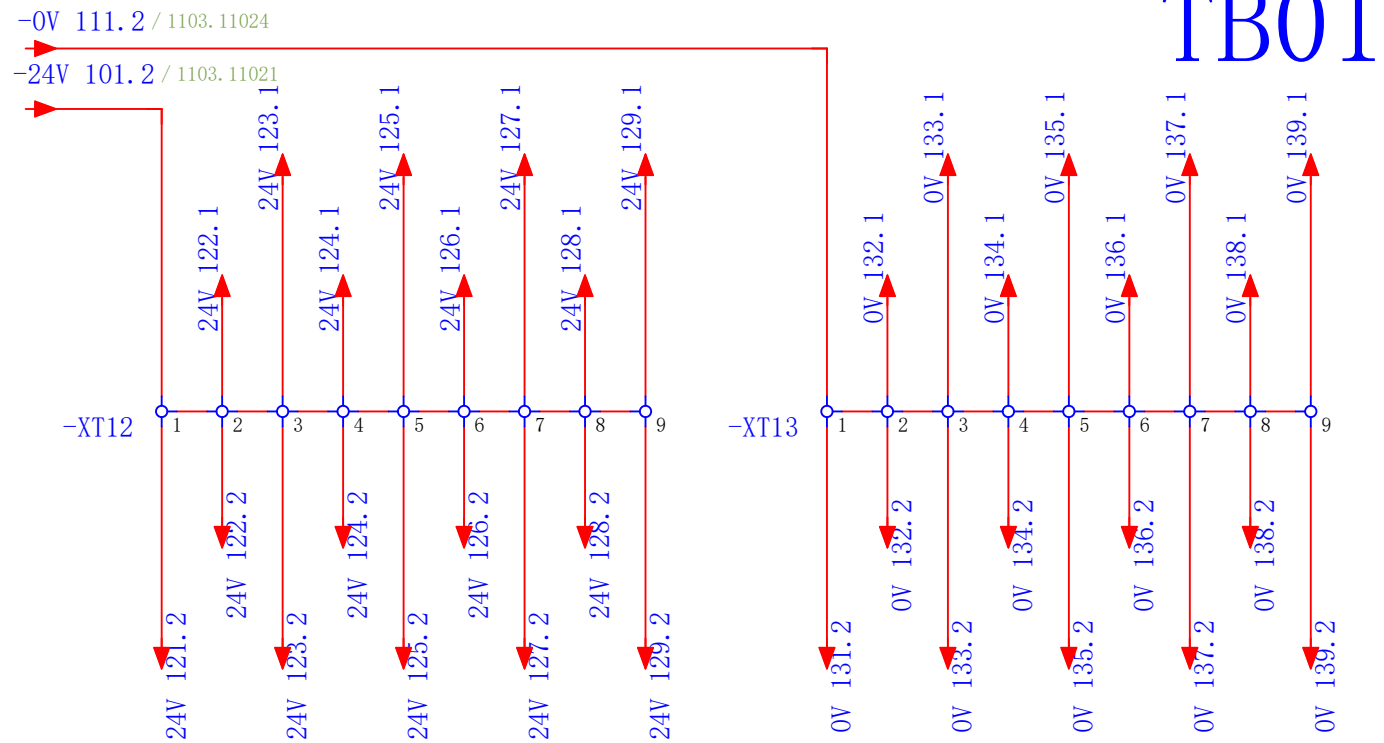 -0V 111.2 / 1103.11024
TB01
-24V 101.2 / 1103.11021
24V 123.1
24V 125.1
24V 127.1
24V 129.1
0V 133.1
0V 135.1
0V 137.1
0V 139.1
24V 122.1
24V 124.1
24V 126.1
24V 128.1
0V 132.1
0V 134.1
0V 136.1
0V 138.1
-XT12
1 2 3 4 5 6 7 8 9
-XT13
1 2 3 4 5 6 7 8 9
24V 122.2
24V 124.2
24V 126.2
24V 128.2
0V 132.2
0V 134.2
0V 136.2
0V 138.2
24V 121.2
24V 123.2
24V 125.2
24V 127.2
24V 129.2
0V 131.2
0V 133.2
0V 135.2
0V 137.2
0V 139.2